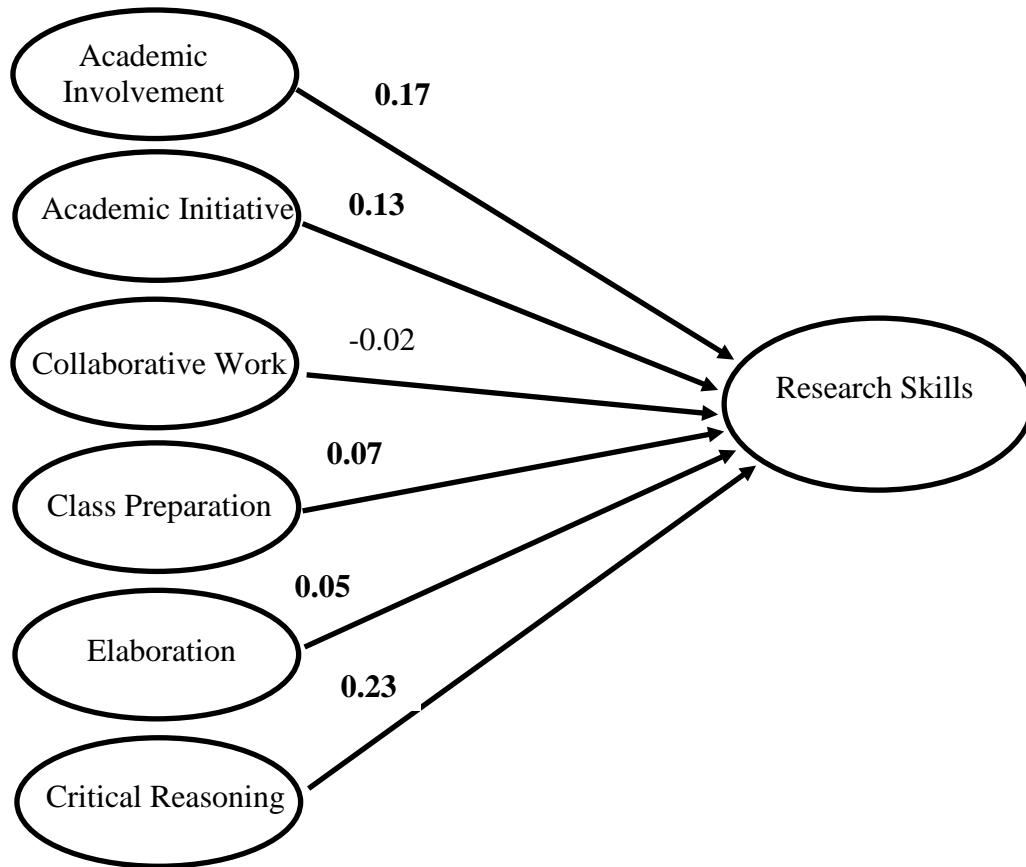 Academic
Involvement
0.17
Academic Initiative
0.13
Collaborative Work
-0.02
Research Skills
Class Preparation
0.07
Elaboration
0.05
Critical Reasoning
0.23